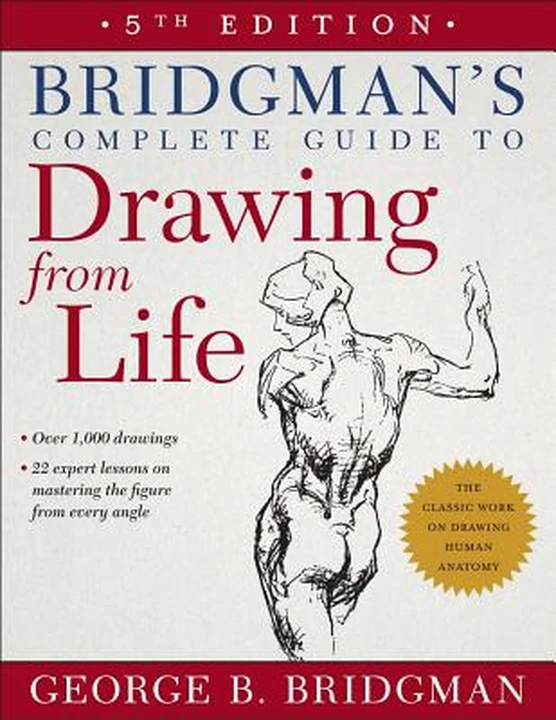 • 5TH EDITION •
BRIDGMAN'S
COMPLETE GUIDE TO
Drawing
from
Life
• Over 1,000 drawings
• 22 expert lessons on
mastering the figure
from every angle
THE
CLASSIC WORK
ON DRAWING
HUMAN
ANATOMY
GEORGE B. BRIDGMAN